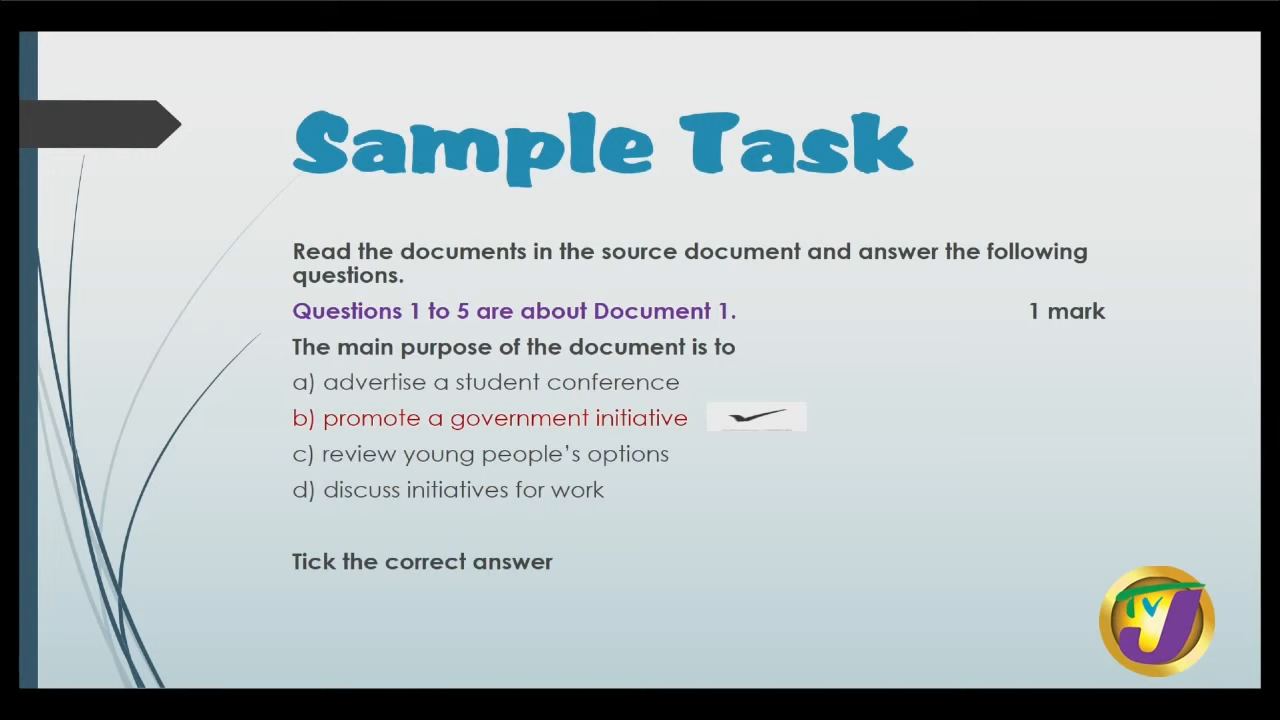 Sample Task
Read the documents in the source document and answer the following
questions.
Questions 1 to 5 are about Document 1. 1 mark
The main purpose of the document is to
a) advertise a student conference
b) promote a government initiative
c) review young people’s options
d) discuss initiatives for work
Tick the correct answer
TVJ